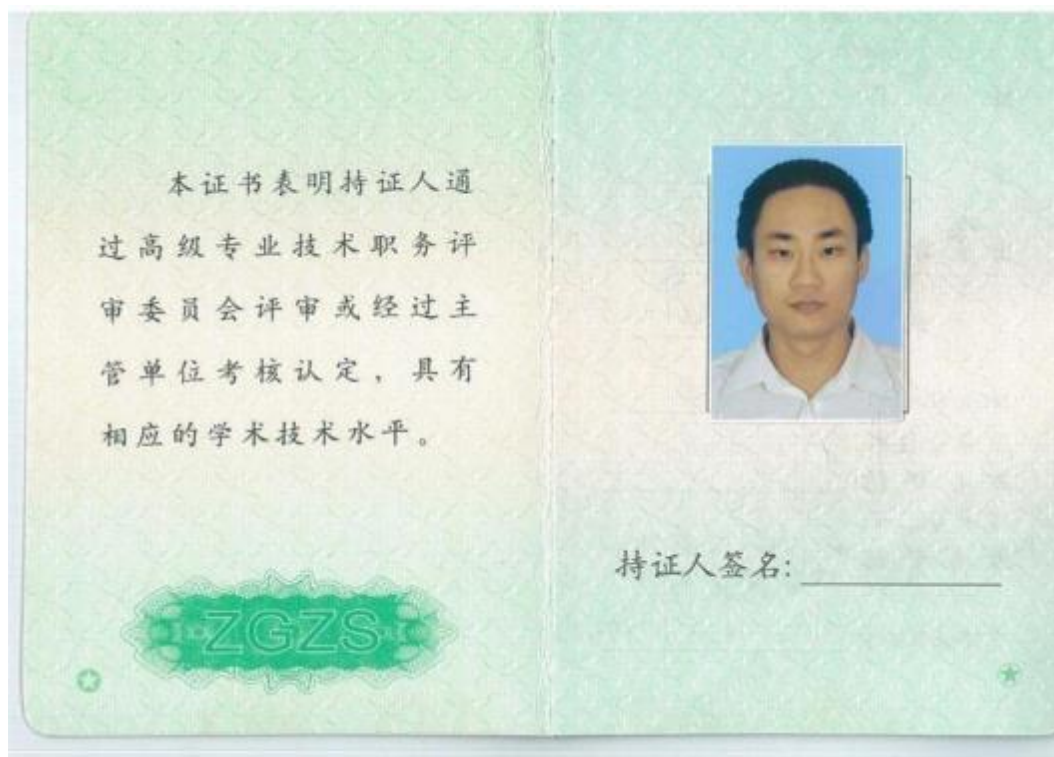 本证书表明持证人通
过高级专业技术职务评
审委员会评审或经过主
管单位考核认定，具有
相应的学术技术水平。
ZGZS
持证人签名: